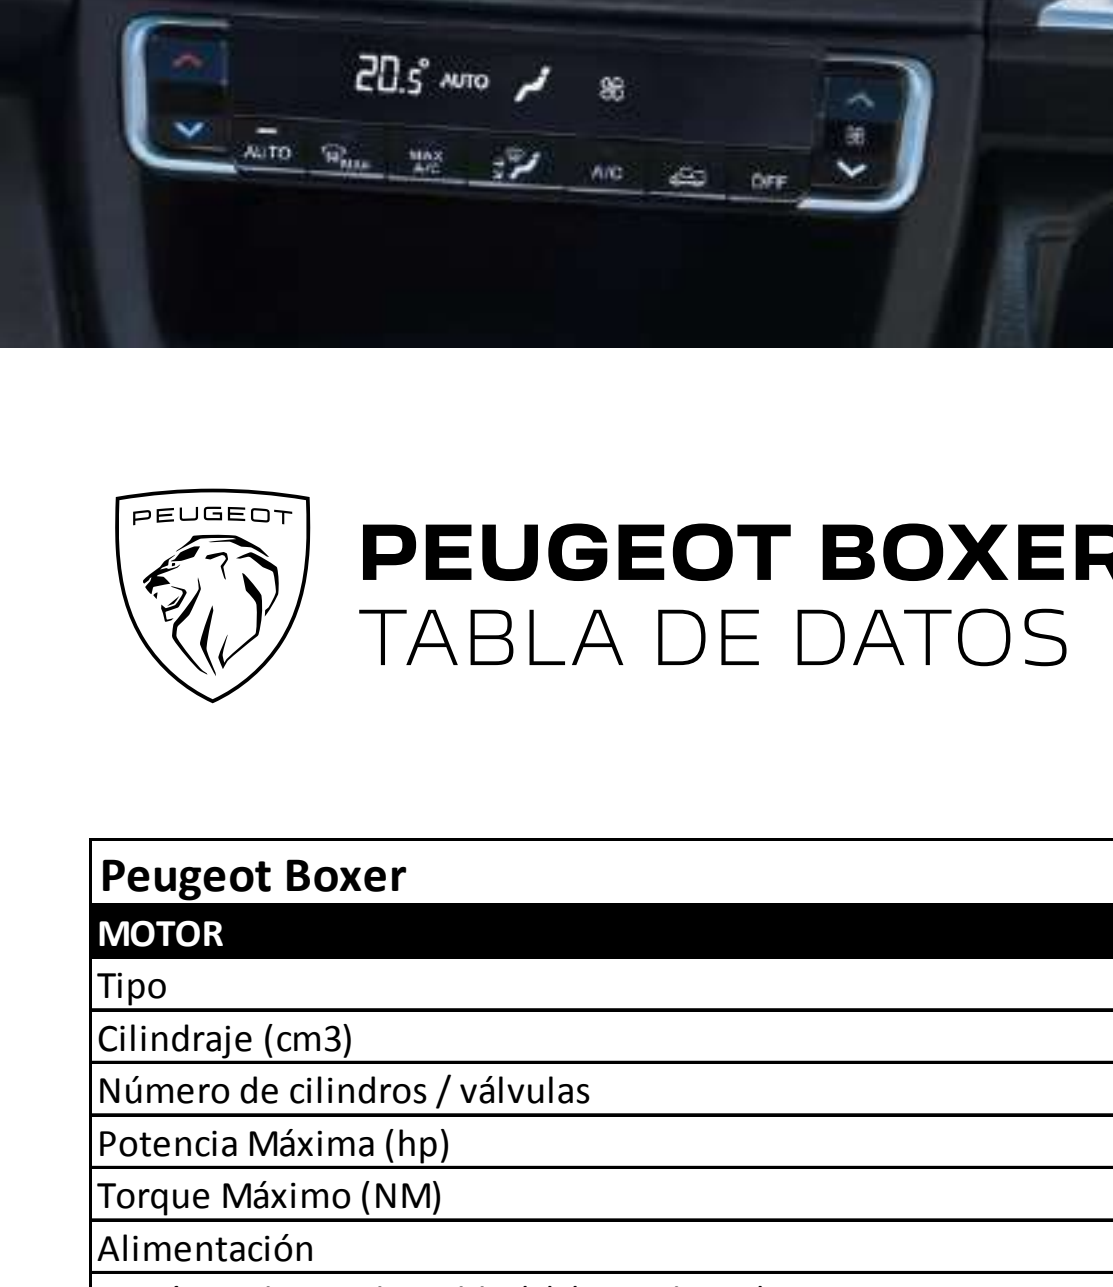 20.5° AUTO
AUTO MAX MAX A/C A/C OFF
PEUGEOT
PEUGEOT BOXER
TABLA DE DATOS
Peugeot Boxer
MOTOR
Tipo
Cilindraje (cm3)
Número de cilindros / válvulas
Potencia Máxima (hp)
Torque Máximo (NM)
Alimentación